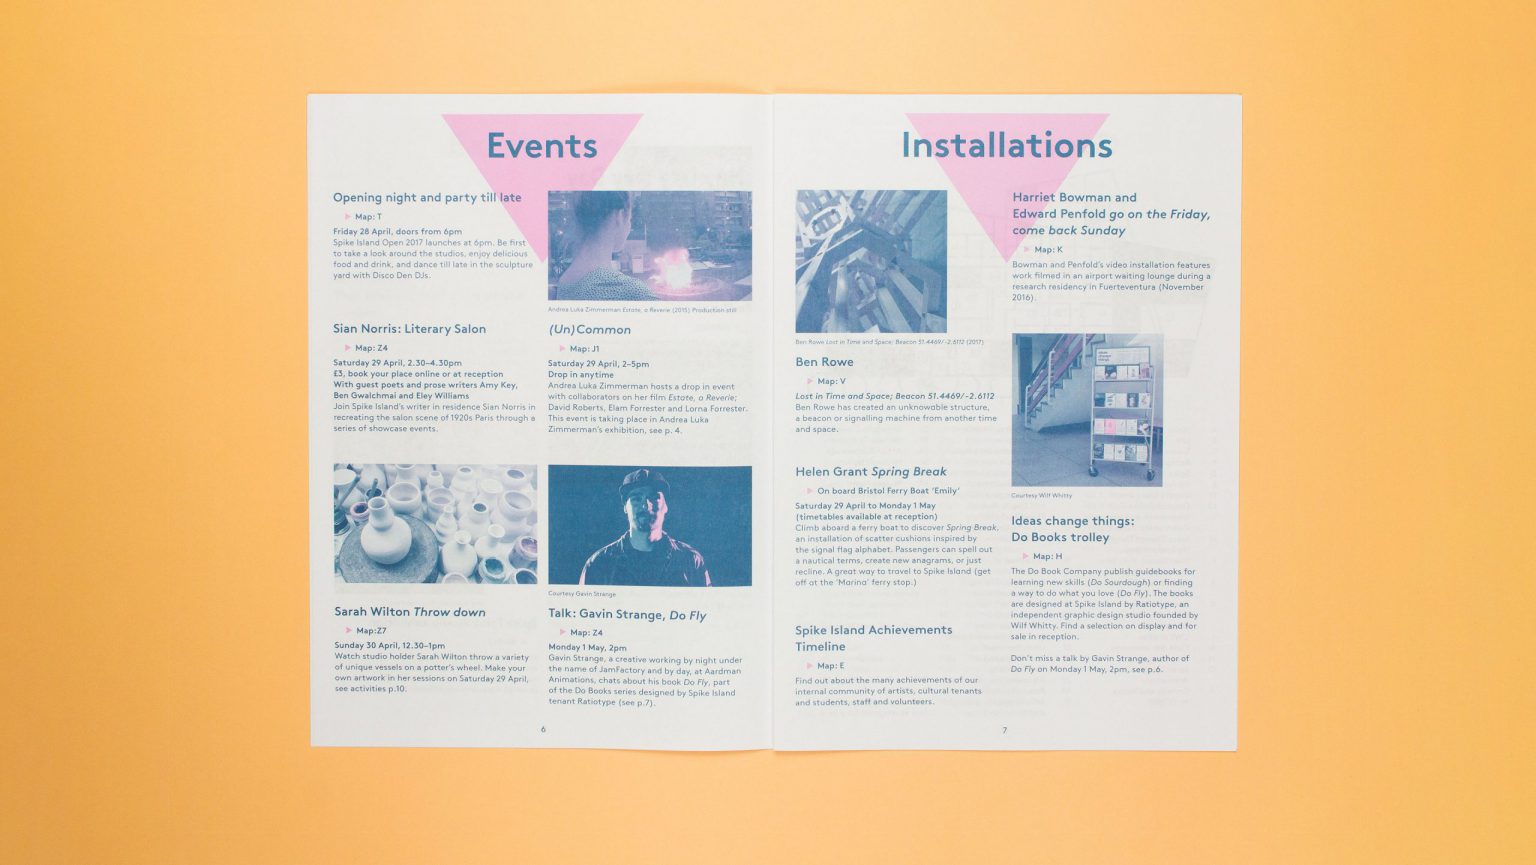 Events
Opening night and party till late
Map: T
Friday 28 April, doors from 6pm
Spike Island Open 2017 launches at 6pm. Be first
to take a look around the studios, enjoy delicious
food and drink, and dance till late in the sculpture
yard with Disco Den DJs.
Sian Norris: Literary Salon
Map: Z4
Saturday 29 April, 2.30–4.30pm
£3, book your place online or at reception
With guest poets and prose writers Amy Key,
Ben Gwalchmai and Eley Williams
Join Spike Island's writer in residence Sian Norris in
recreating the salon scene of 1920s Paris through a
series of showcase events.
Sarah Wilton Throw down
Map:Z7
Sunday 30 April, 12.30–1pm
Watch studio holder Sarah Wilton throw a variety
of unique vessels on a potter's wheel. Make your
own artwork in her sessions on Saturday 29 April,
see activities p.10.
Andrea Luka Zimmerman Estate, a Reverie (2015) Production still
(Un)Common
Map: J1
Saturday 29 April, 2–5pm
Drop in anytime
Andrea Luka Zimmerman hosts a drop in event
with collaborators on her film Estate, a Reverie;
David Roberts, Elam Forrester and Lorna Forrester.
This event is taking place in Andrea Luka
Zimmerman's exhibition, see p. 4.
Courtesy Gavin Strange
Talk: Gavin Strange, Do Fly
Map: Z4
Monday 1 May, 2pm
Gavin Strange, a creative working by night under
the name of JamFactory and by day, at Aardman
Animations, chats about his book Do Fly, part
of the Do Books series designed by Spike Island
tenant Ratiotype (see p.7).
6
Installations
Ben Rowe Lost in Time and Space; Beacon 51.4469/-2.6112 (2017)
Ben Rowe
Map: V
Lost in Time and Space; Beacon 51.4469/-2.6112
Ben Rowe has created an unknowable structure,
a beacon or signalling machine from another time
and space.
Helen Grant Spring Break
On board Bristol Ferry Boat 'Emily'
Saturday 29 April to Monday 1 May
(timetables available at reception)
Climb aboard a ferry boat to discover Spring Break,
an installation of scatter cushions inspired by
the signal flag alphabet. Passengers can spell out
a nautical terms, create new anagrams, or just
recline. A great way to travel to Spike Island (get
off at the 'Marina' ferry stop.)
Spike Island Achievements
Timeline
Map: E
Find out about the many achievements of our
internal community of artists, cultural tenants
and students, staff and volunteers.
Harriet Bowman and
Edward Penfold go on the Friday,
come back Sunday
Map: K
Bowman and Penfold's video installation features
work filmed in an airport waiting lounge during a
research residency in Fuerteventura (November
2016).
Courtesy Wilf Whitty
Ideas change things:
Do Books trolley
Map: H
The Do Book Company publish guidebooks for
learning new skills (Do Sourdough) or finding
a way to do what you love (Do Fly). The books
are designed at Spike Island by Ratiotype, an
independent graphic design studio founded by
Wilf Whitty. Find a selection on display and for
sale in reception.
Don't miss a talk by Gavin Strange, author of
Do Fly on Monday 1 May, 2pm, see p.6.
7